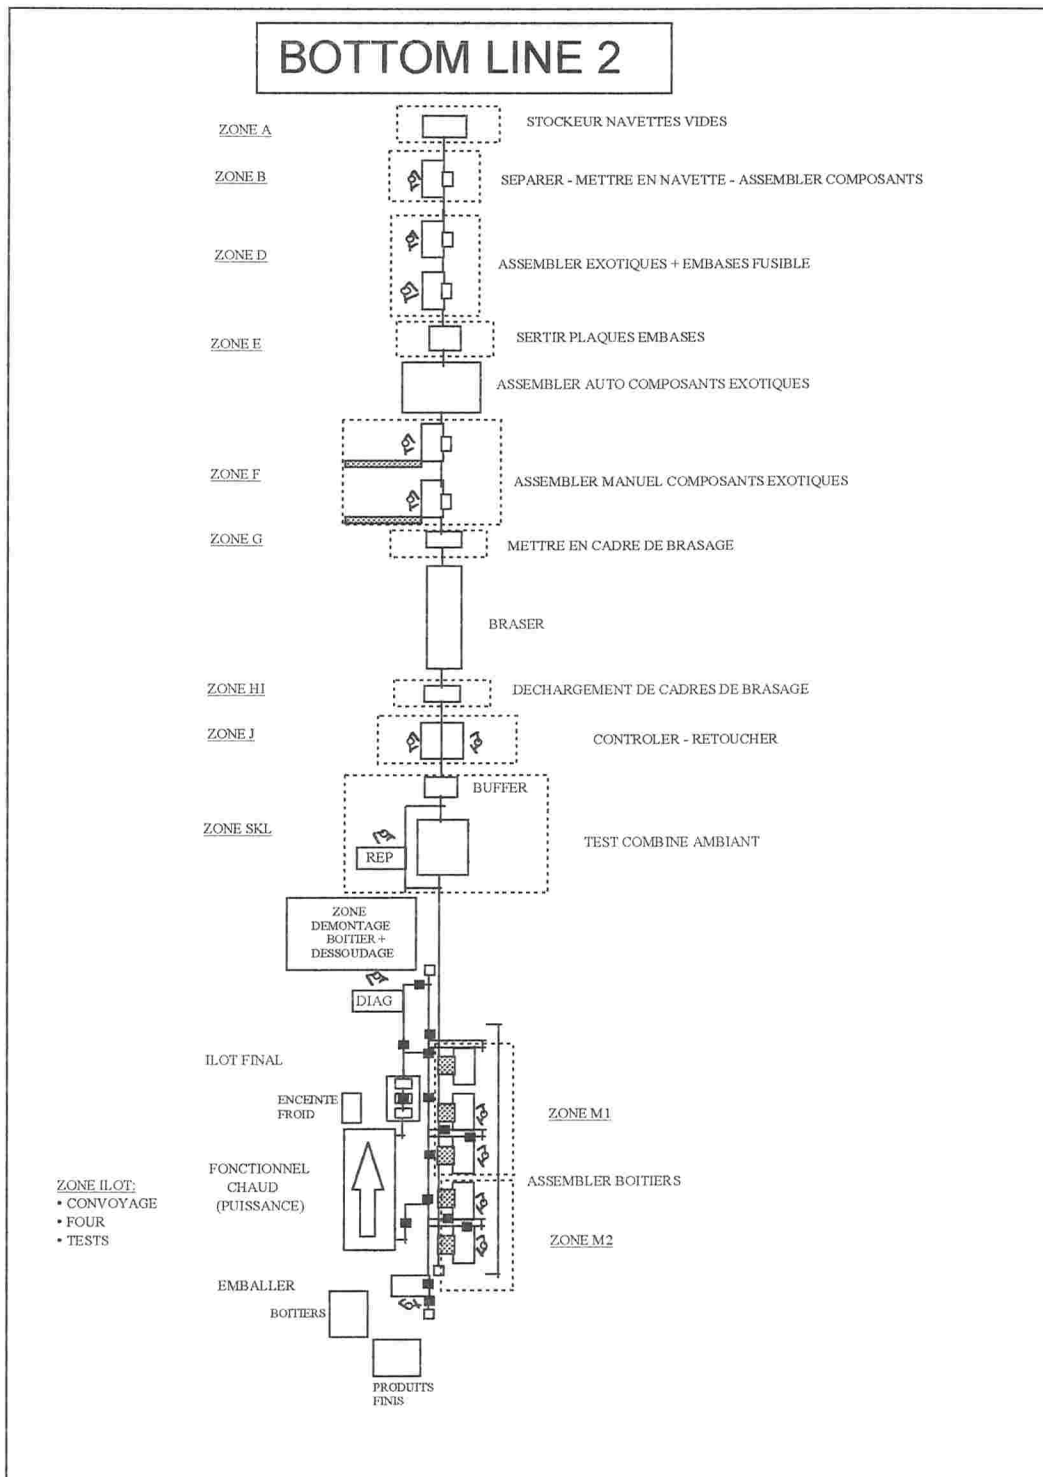 BOTTOM LINE 2
ZONE A
STOCKEUR NAVETTES VIDES
ZONE B
SEPARER - METTRE EN NAVETTE - ASSEMBLER COMPOSANTS
ZONE D
ASSEMBLER EXOTIQUES + EMBASES FUSIBLE
ZONE E
SERTIR PLAQUES EMBASES
ASSEMBLER AUTO COMPOSANTS EXOTIQUES
ZONE F
ASSEMBLER MANUEL COMPOSANTS EXOTIQUES
ZONE G
METTRE EN CADRE DE BRASAGE
BRASER
ZONE HI
DECHARGEMENT DE CADRES DE BRASAGE
ZONE J
CONTROLER - RETOUCHER
BUFFER
ZONE SKL
TEST COMBINE AMBIANT
REP
ZONE
DEMONTAGE
BOITIER +
DESSOUDAGE
DIAG
ILOT FINAL
ENCEINTE
FROID
ZONE M1
FONCTIONNEL
CHAUD
(PUISSANCE)
ASSEMBLER BOITIERS
ZONE ILOT:
• CONVOYAGE
• FOUR
• TESTS
ZONE M2
EMBALLER
BOITIERS
PRODUITS
FINIS